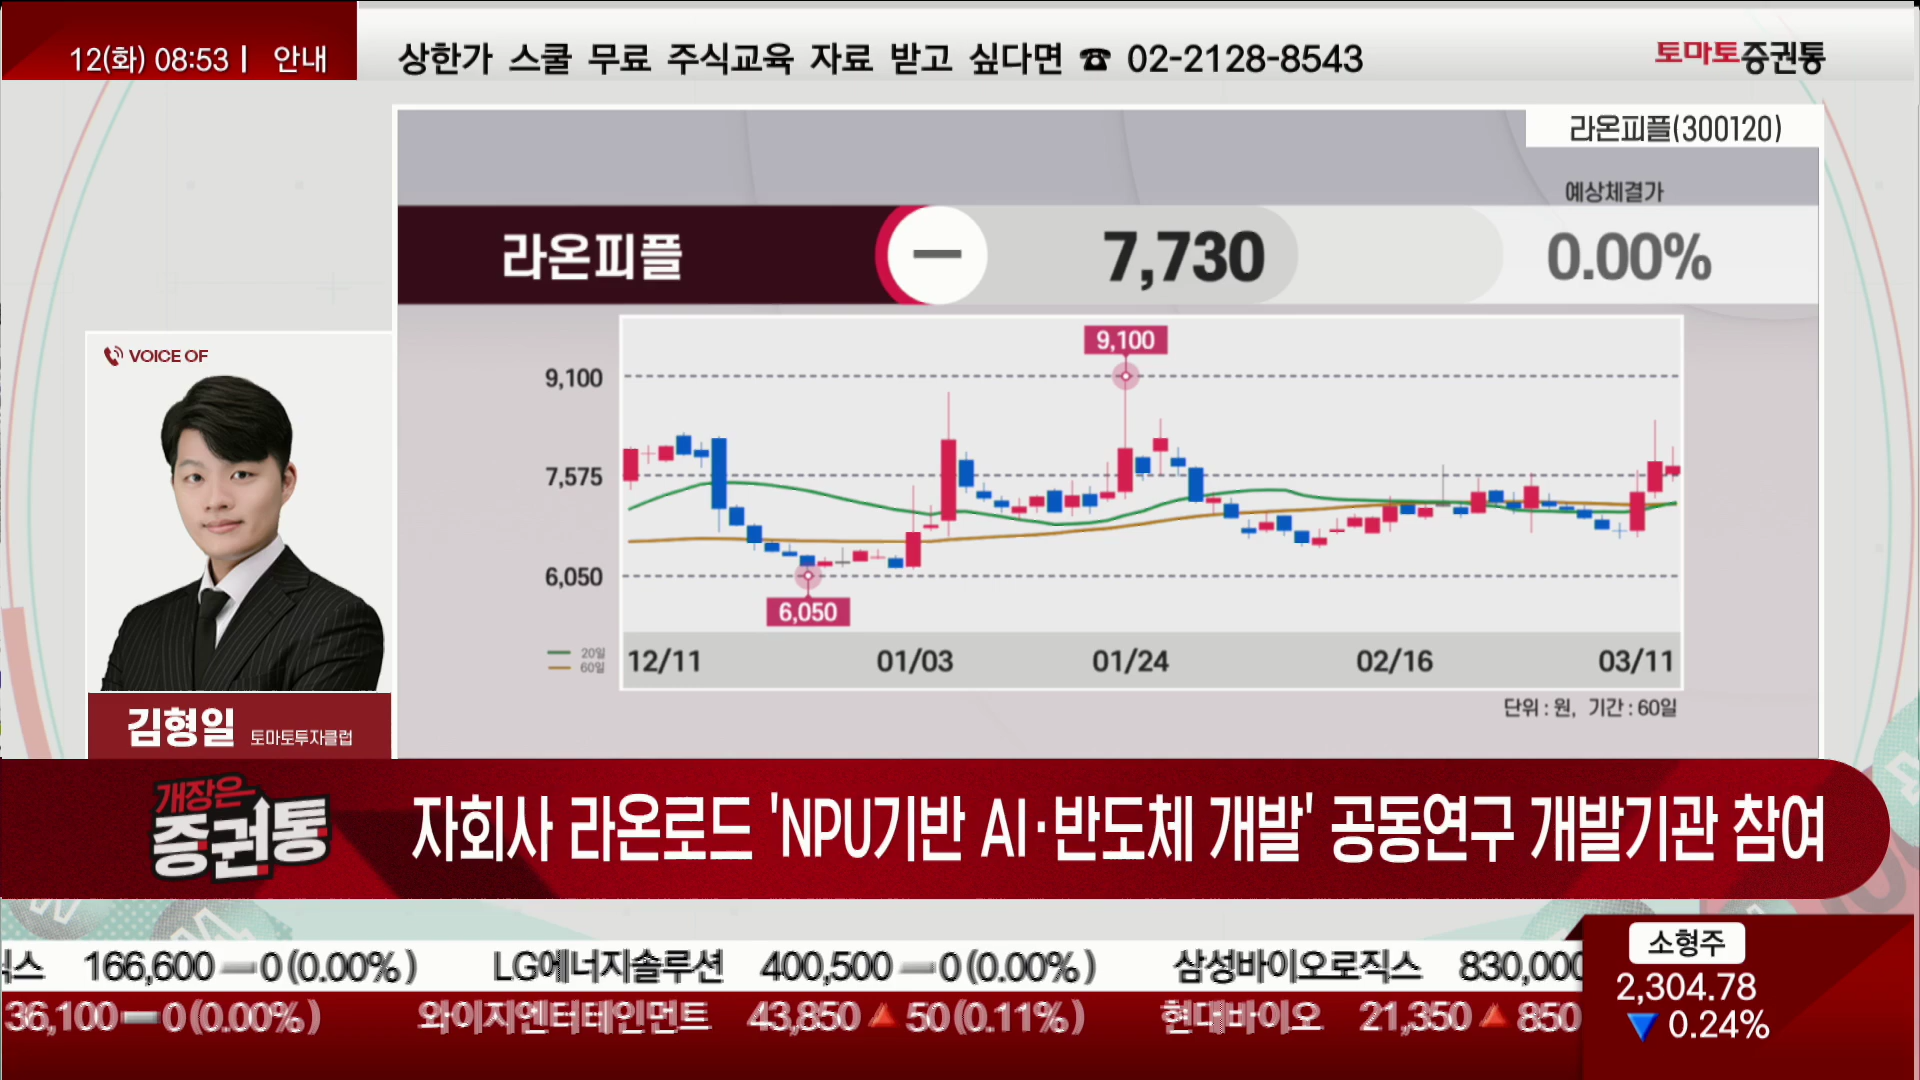 12(화) 08:53 | 안내
상한가 스쿨 무료 주식교육 자료 받고 싶다면 ☎ 02-2128-8543
토마토증권통
라온피플(300120)
예상체결가
라온피플 — 7,730 0.00%
VOICE OF
9,100
9,100
7,575
6,050
6,050
20일
60일
12/11 01/03 01/24 02/16 03/11
단위 : 원, 기간 : 60일
김형일 토마토투자클럽
개장은
증권통
자회사 라온로드 'NPU기반 AI·반도체 개발' 공동연구 개발기관 참여
스 166,600 0(0.00%) LG에너지솔루션 400,500 0(0.00%) 삼성바이오로직스 830,000
36,100 0(0.00%) 와이지엔터테인먼트 43,850 ▲ 50(0.11%) 현대바이오 21,350 ▲ 850
소형주
2,304.78
▼ 0.24%